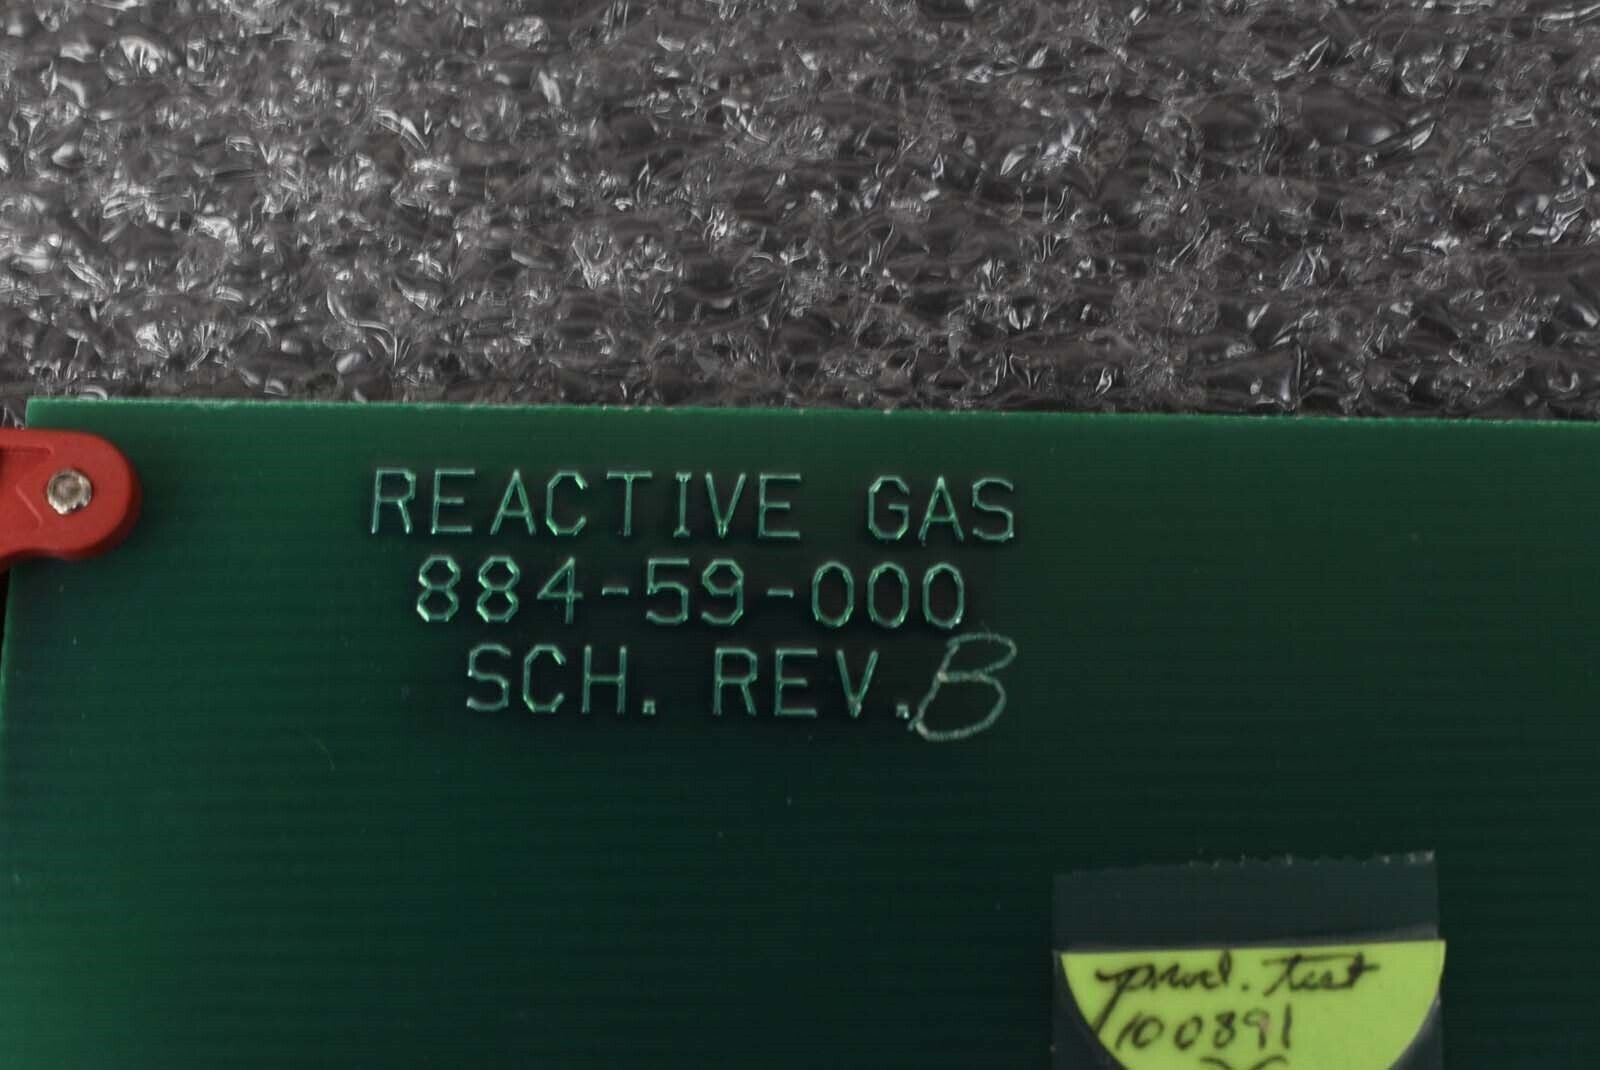 REACTIVE GAS
884-59-000
SCH. REV.B
prod. test
100891